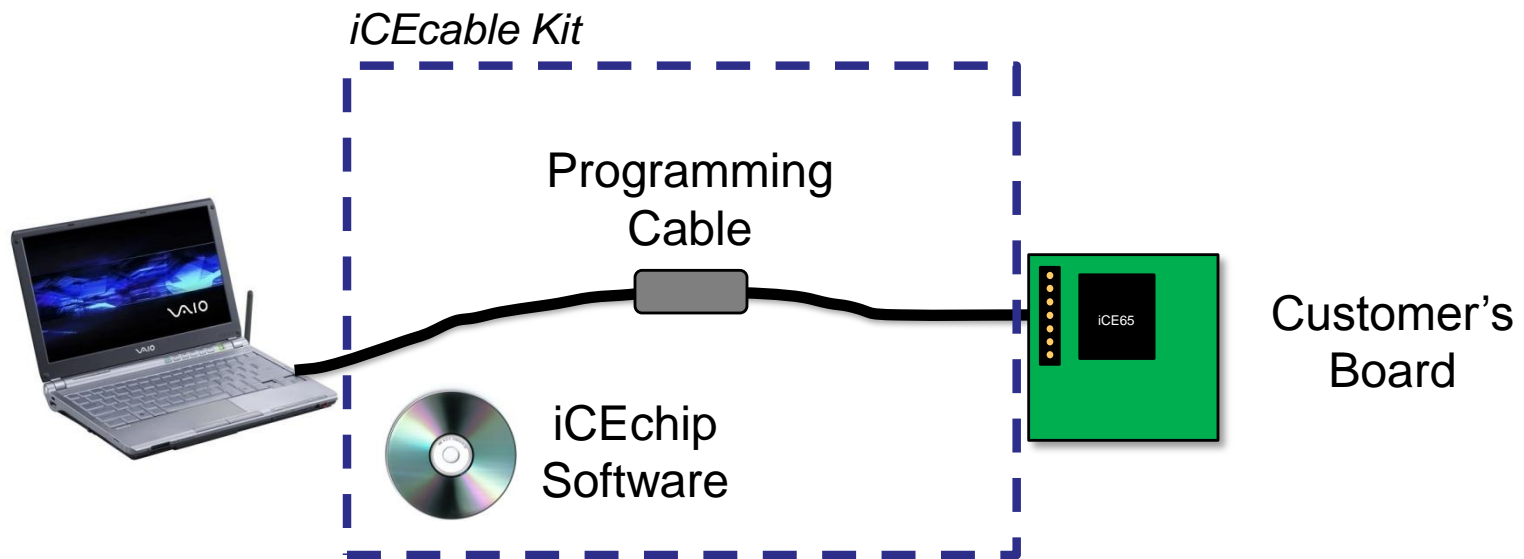 iCEcable Kit
Programming
Cable
VAIO
VAIO
iCE65
Customer’s
Board
iCEchip
Software